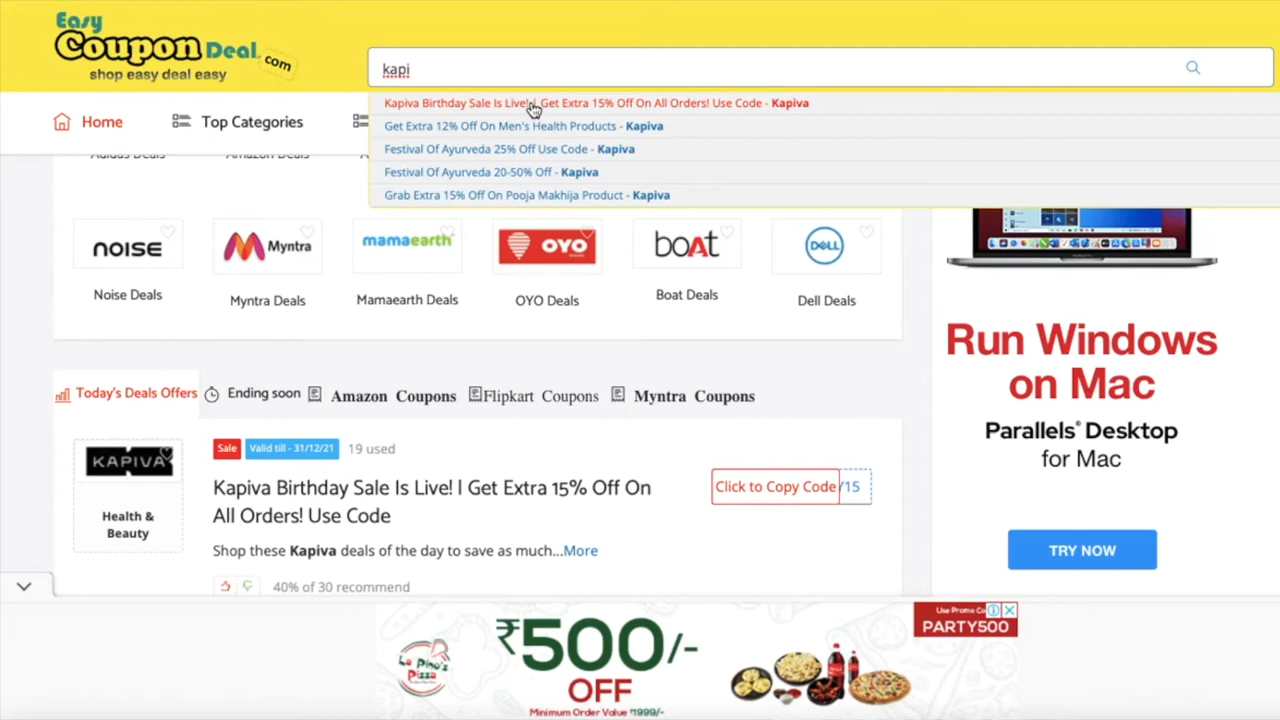 Easy
Coupon Deal.com
shop easy deal easy
kapi
Kapiva Birthday Sale Is Live! | Get Extra 15% Off On All Orders! Use Code - Kapiva
Get Extra 12% Off On Men's Health Products - Kapiva
Festival Of Ayurveda 25% Off Use Code - Kapiva
Festival Of Ayurveda 20-50% Off - Kapiva
Grab Extra 15% Off On Pooja Makhija Product - Kapiva
Home
Top Categories
Adidas Deals
Amazon Deals
noise
Myntra
mamaearth
OYO
boAt
DELL
Noise Deals
Myntra Deals
Mamaearth Deals
OYO Deals
Boat Deals
Dell Deals
Run Windows
on Mac
Parallels® Desktop
for Mac
TRY NOW
Today's Deals Offers
Ending soon
Amazon Coupons
Flipkart Coupons
Myntra Coupons
KAPIVA
Health &
Beauty
Sale
Valid till - 31/12/21
19 used
Kapiva Birthday Sale Is Live! | Get Extra 15% Off On
All Orders! Use Code
Click to Copy Code
15
Shop these Kapiva deals of the day to save as much...More
40% of 30 recommend
La Pino'z
Pizza
₹500/-
OFF
Minimum Order Value ₹999/-
Use Promo Co
PARTY500